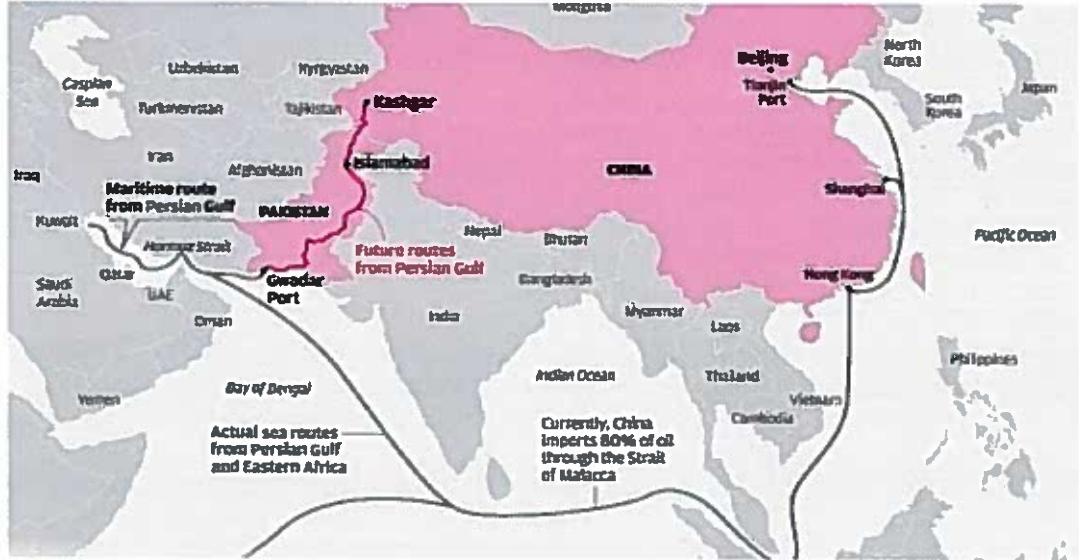 Mongolia
North
Korea
Beijing
Tianjin
Port
Uzbekistan
Kyrgyzstan
Caspian
Sea
Japan
Turkmenistan
Tajikistan
Kashgar
South
Korea
Iran
Afghanistan
Islamabad
CHINA
Iraq
Maritime route
from Persian Gulf
PAKISTAN
Shanghai
Kuwait
Hormuz Strait
Future routes
from Persian Gulf
Nepal
Bhutan
Pacific Ocean
Qatar
Saudi
Arabia
UAE
Gwadar
Port
Bangladesh
Hong Kong
Oman
India
Myanmar
Laos
Philippines
Yemen
Bay of Bengal
Indian Ocean
Thailand
Vietnam
Cambodia
Actual sea routes
from Persian Gulf
and Eastern Africa
Currently, China
imports 80% of oil
through the Strait
of Malacca